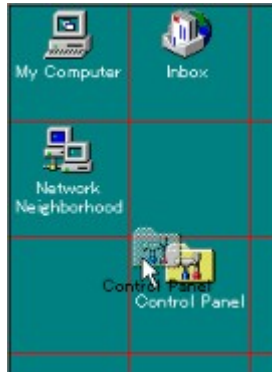 My Computer
Inbox
Network
Neighborhood
Control Panel
Control Panel